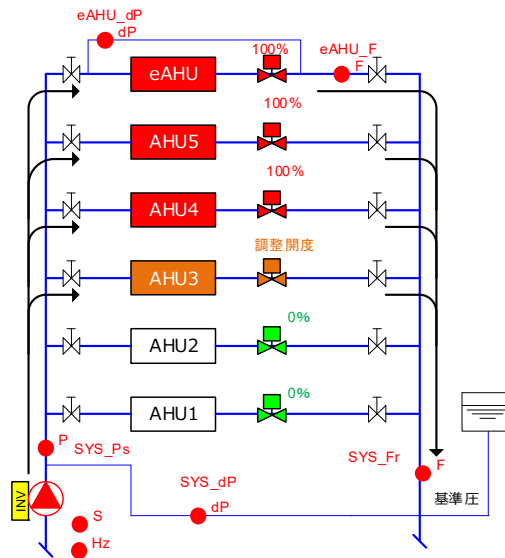 eAHU_dP
dP
100%
eAHU_F
F
eAHU
100%
AHU5
100%
AHU4
調整開度
AHU3
0%
AHU2
0%
AHU1
P
SYS_Ps
SYS_Fr
F
SYS_dP
基準圧
INV
S
dP
Hz